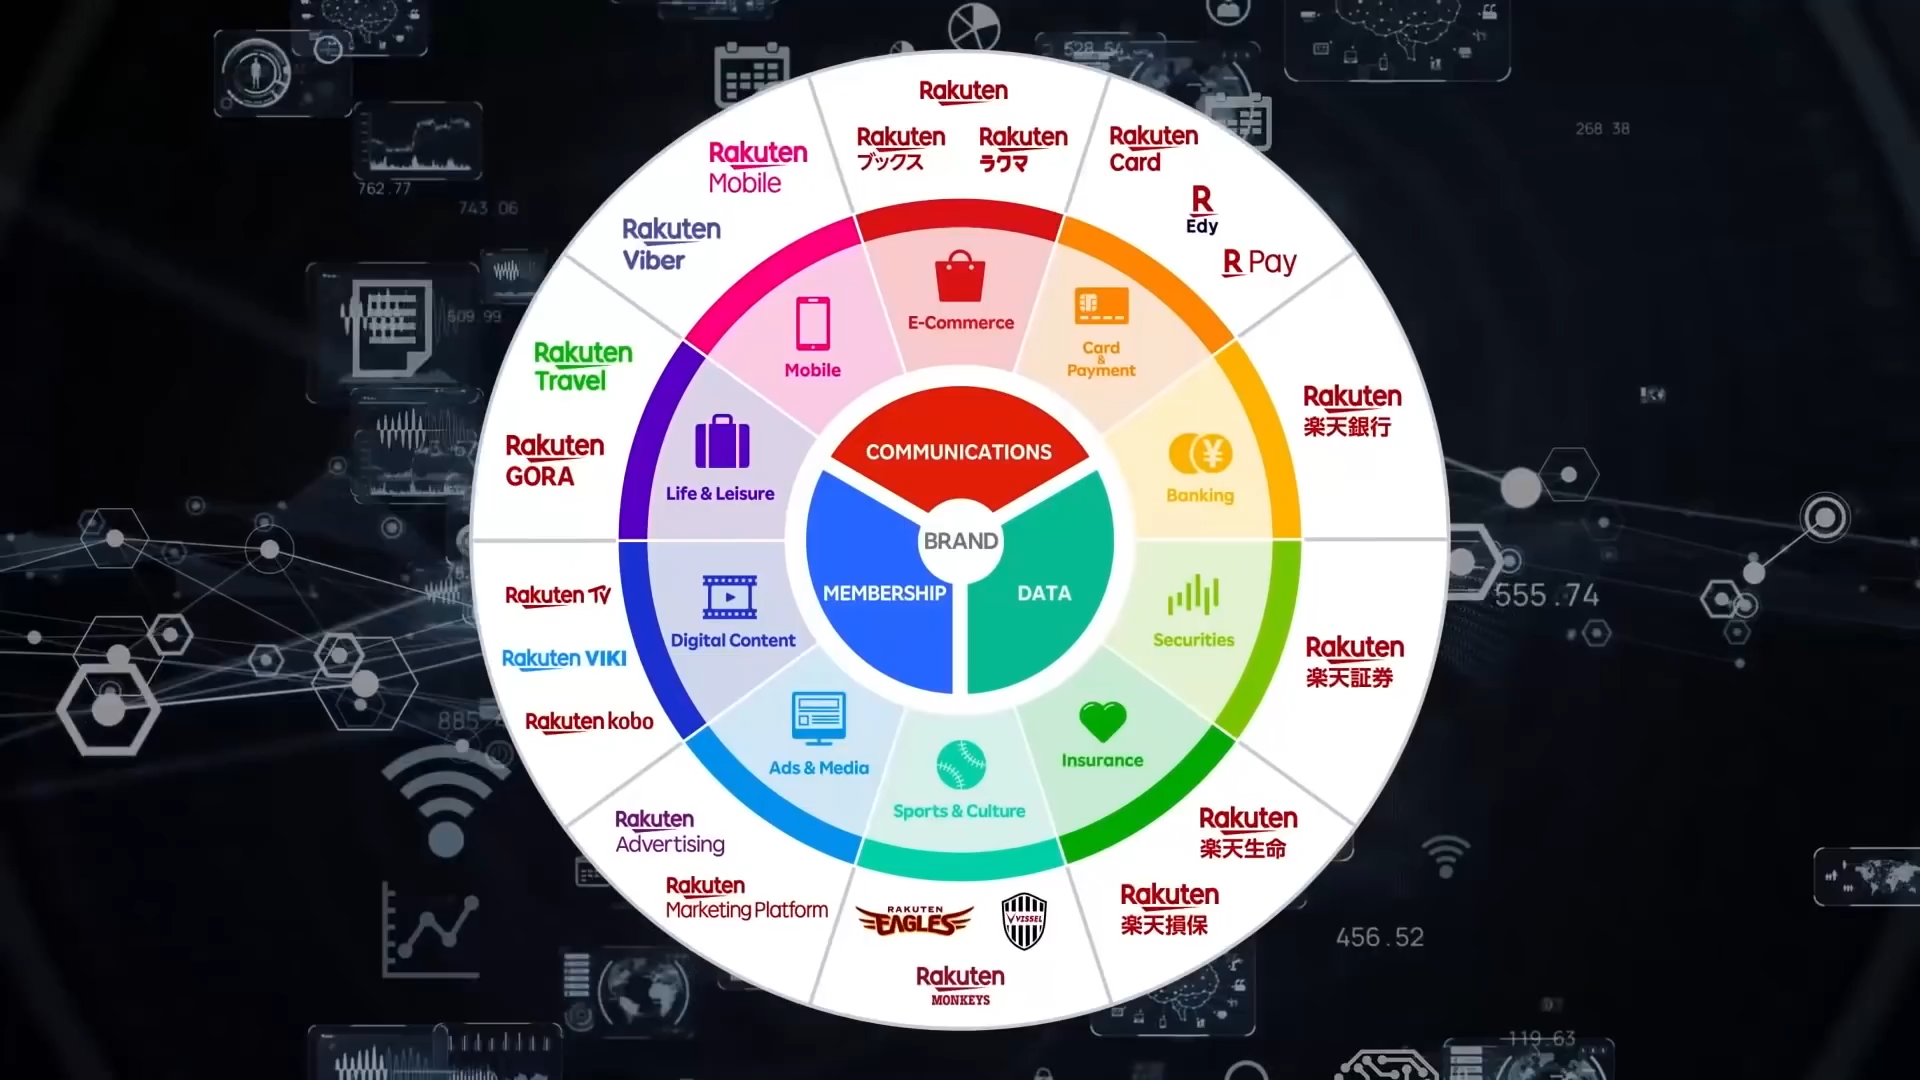 Rakuten
Rakuten
ブックス
Rakuten
ラクマ
Rakuten
Card
R
Edy
R Pay
Rakuten
楽天銀行
Rakuten
楽天証券
Rakuten
楽天生命
Rakuten
楽天損保
RAKUTEN
EAGLES
VISSEL
Rakuten
MONKEYS
Rakuten
Advertising
Rakuten
Marketing Platform
Rakuten TV
Rakuten VIKI
Rakuten kobo
Rakuten
Travel
Rakuten
GORA
Rakuten
Mobile
Rakuten
Viber
E-Commerce
Card
&
Payment
Banking
Securities
Insurance
Sports & Culture
Ads & Media
Digital Content
Life & Leisure
Mobile
COMMUNICATIONS
BRAND
MEMBERSHIP
DATA
528 54
268 38
762.77
743 06
509.99
555.74
456.52
119.63